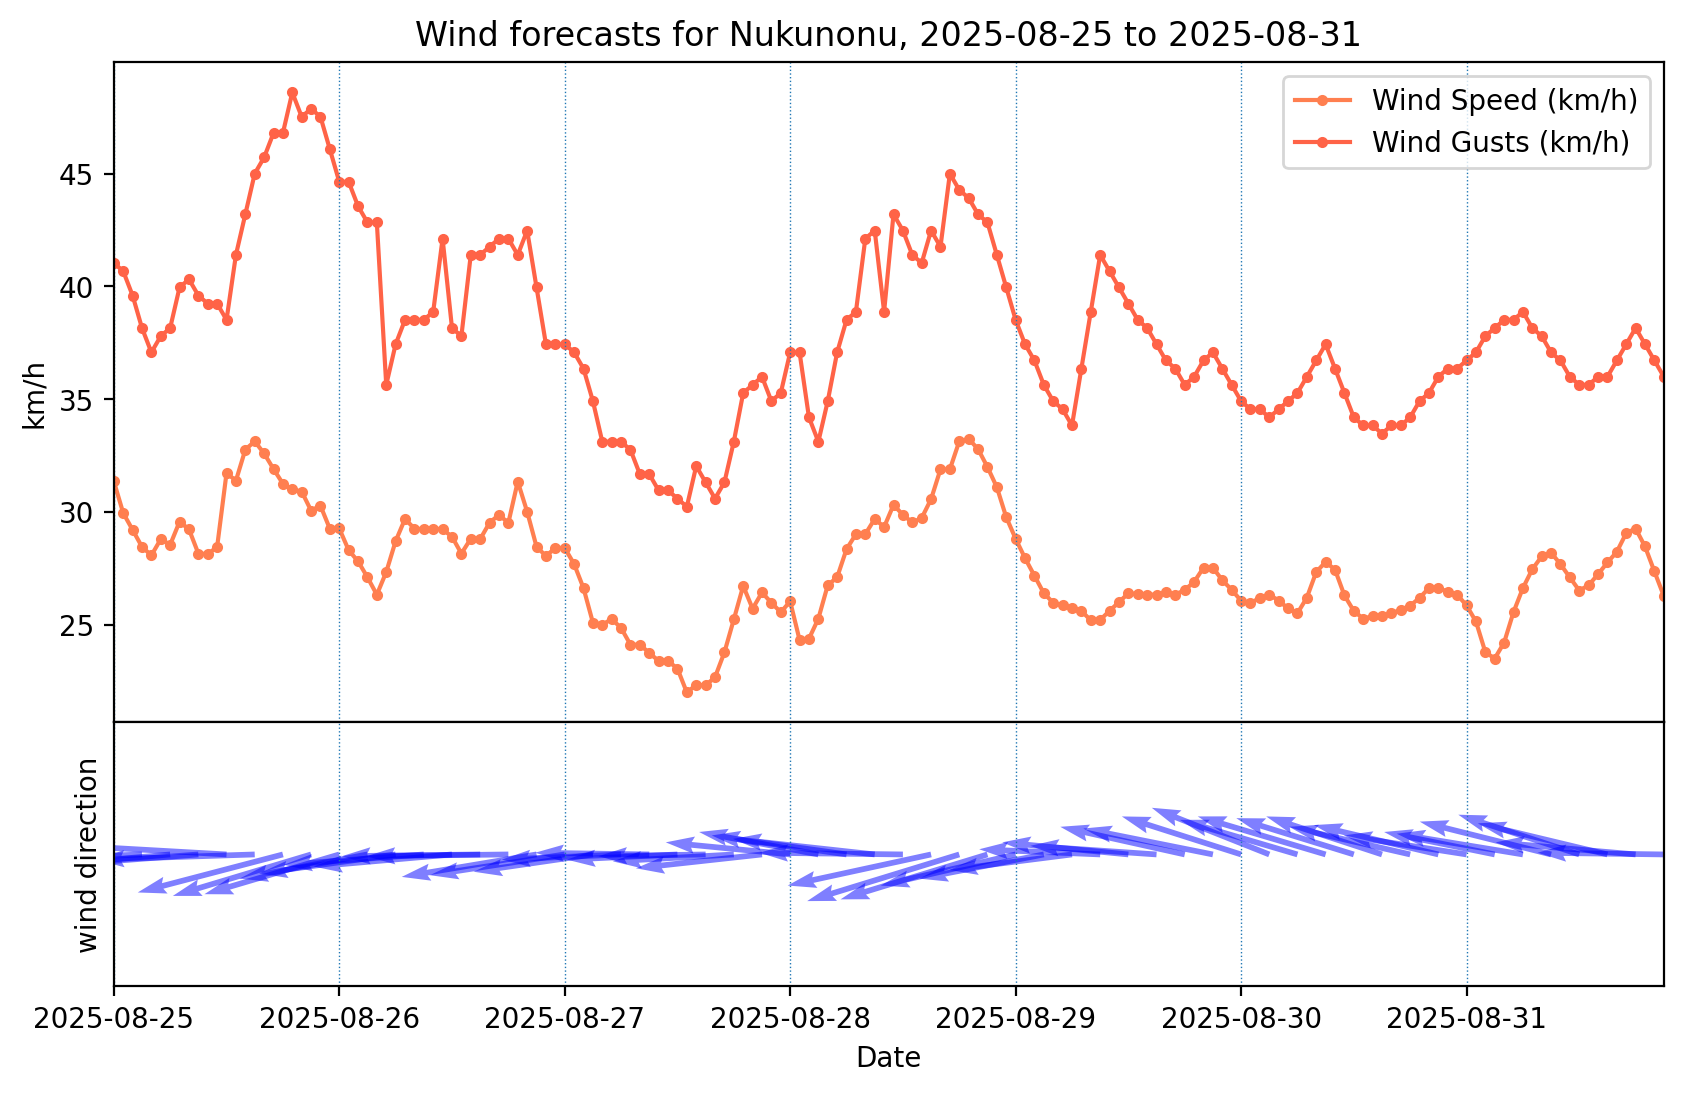 Wind forecasts for Nukunonu, 2025-08-25 to 2025-08-31
Wind Speed (km/h)
Wind Gusts (km/h)
45
40
35
30
25
km/h
wind direction
2025-08-25
2025-08-26
2025-08-27
2025-08-28
2025-08-29
2025-08-30
2025-08-31
Date